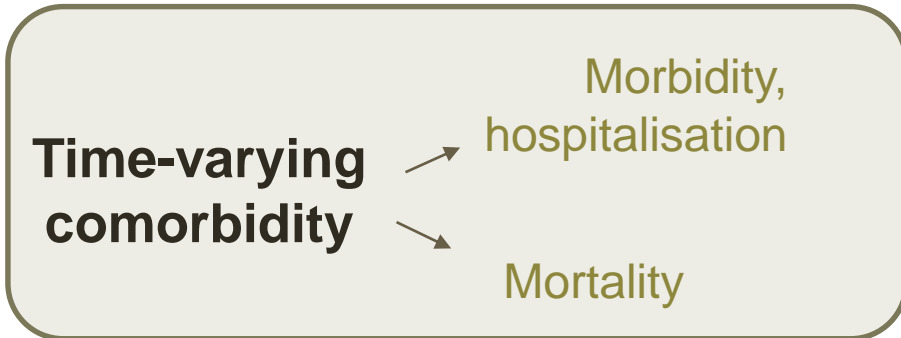 Morbidity,
hospitalisation
Time-varying
comorbidity
Mortality